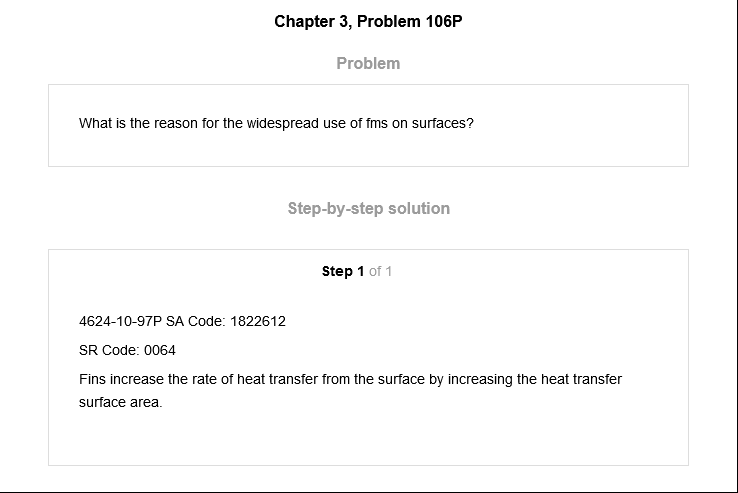 Chapter 3, Problem 106P
Problem
What is the reason for the widespread use of fms on surfaces?
Step-by-step solution
Step 1 of 1
4624-10-97P SA Code: 1822612
SR Code: 0064
Fins increase the rate of heat transfer from the surface by increasing the heat transfer
surface area.